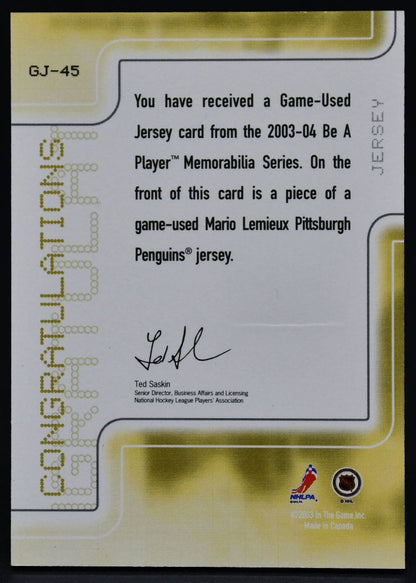 GJ-45
CONGRATULATIONS
JERSEY
You have received a Game-Used
Jersey card from the 2003-04 Be A
Player™ Memorabilia Series. On the
front of this card is a piece of a
game-used Mario Lemieux Pittsburgh
Penguins® jersey.
Ted Saskin
Senior Director, Business Affairs and Licensing
National Hockey League Players' Association
NHLPA
© NHL
©2003 In The Game, Inc.
Made in Canada